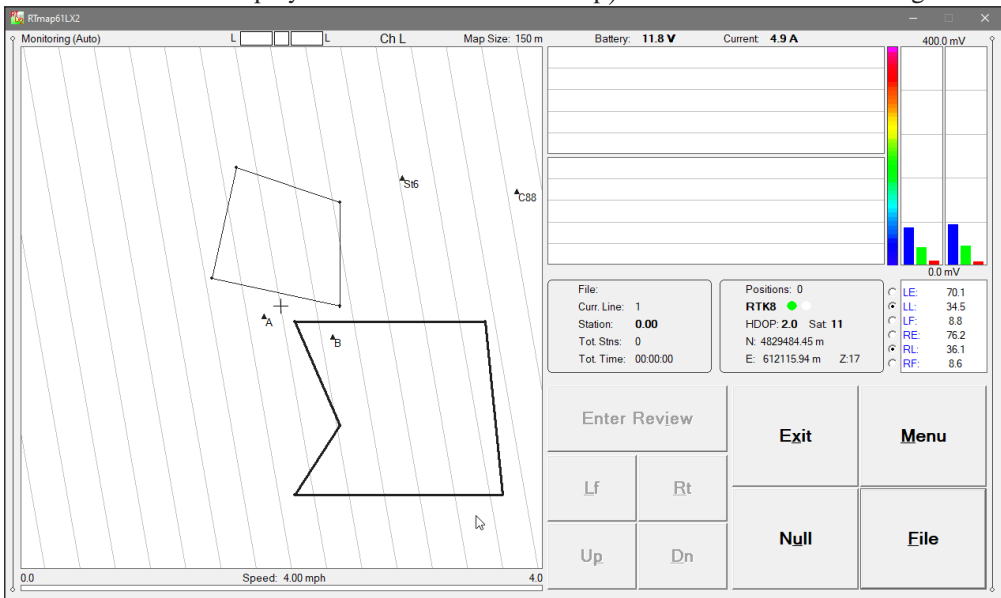 RTmap61LX2
Monitoring (Auto) L L Ch L Map Size: 150 m
Battery: 11.8 V Current: 4.9 A 400.0 mV
St6
C88
A
B
0.0 mV
File:
Curr. Line: 1
Station: 0.00
Tot. Stns: 0
Tot. Time: 00:00:00
Positions: 0
RTK8
HDOP: 2.0 Sat: 11
N: 4829484.45 m
E: 612115.94 m Z:17
LE: 70.1
LL: 34.5
LF: 8.8
RE: 76.2
RL: 36.1
RF: 8.6
Enter Review
Exit
Menu
Lf
Rt
Null
File
Up
Dn
0.0 Speed: 4.00 mph 4.0